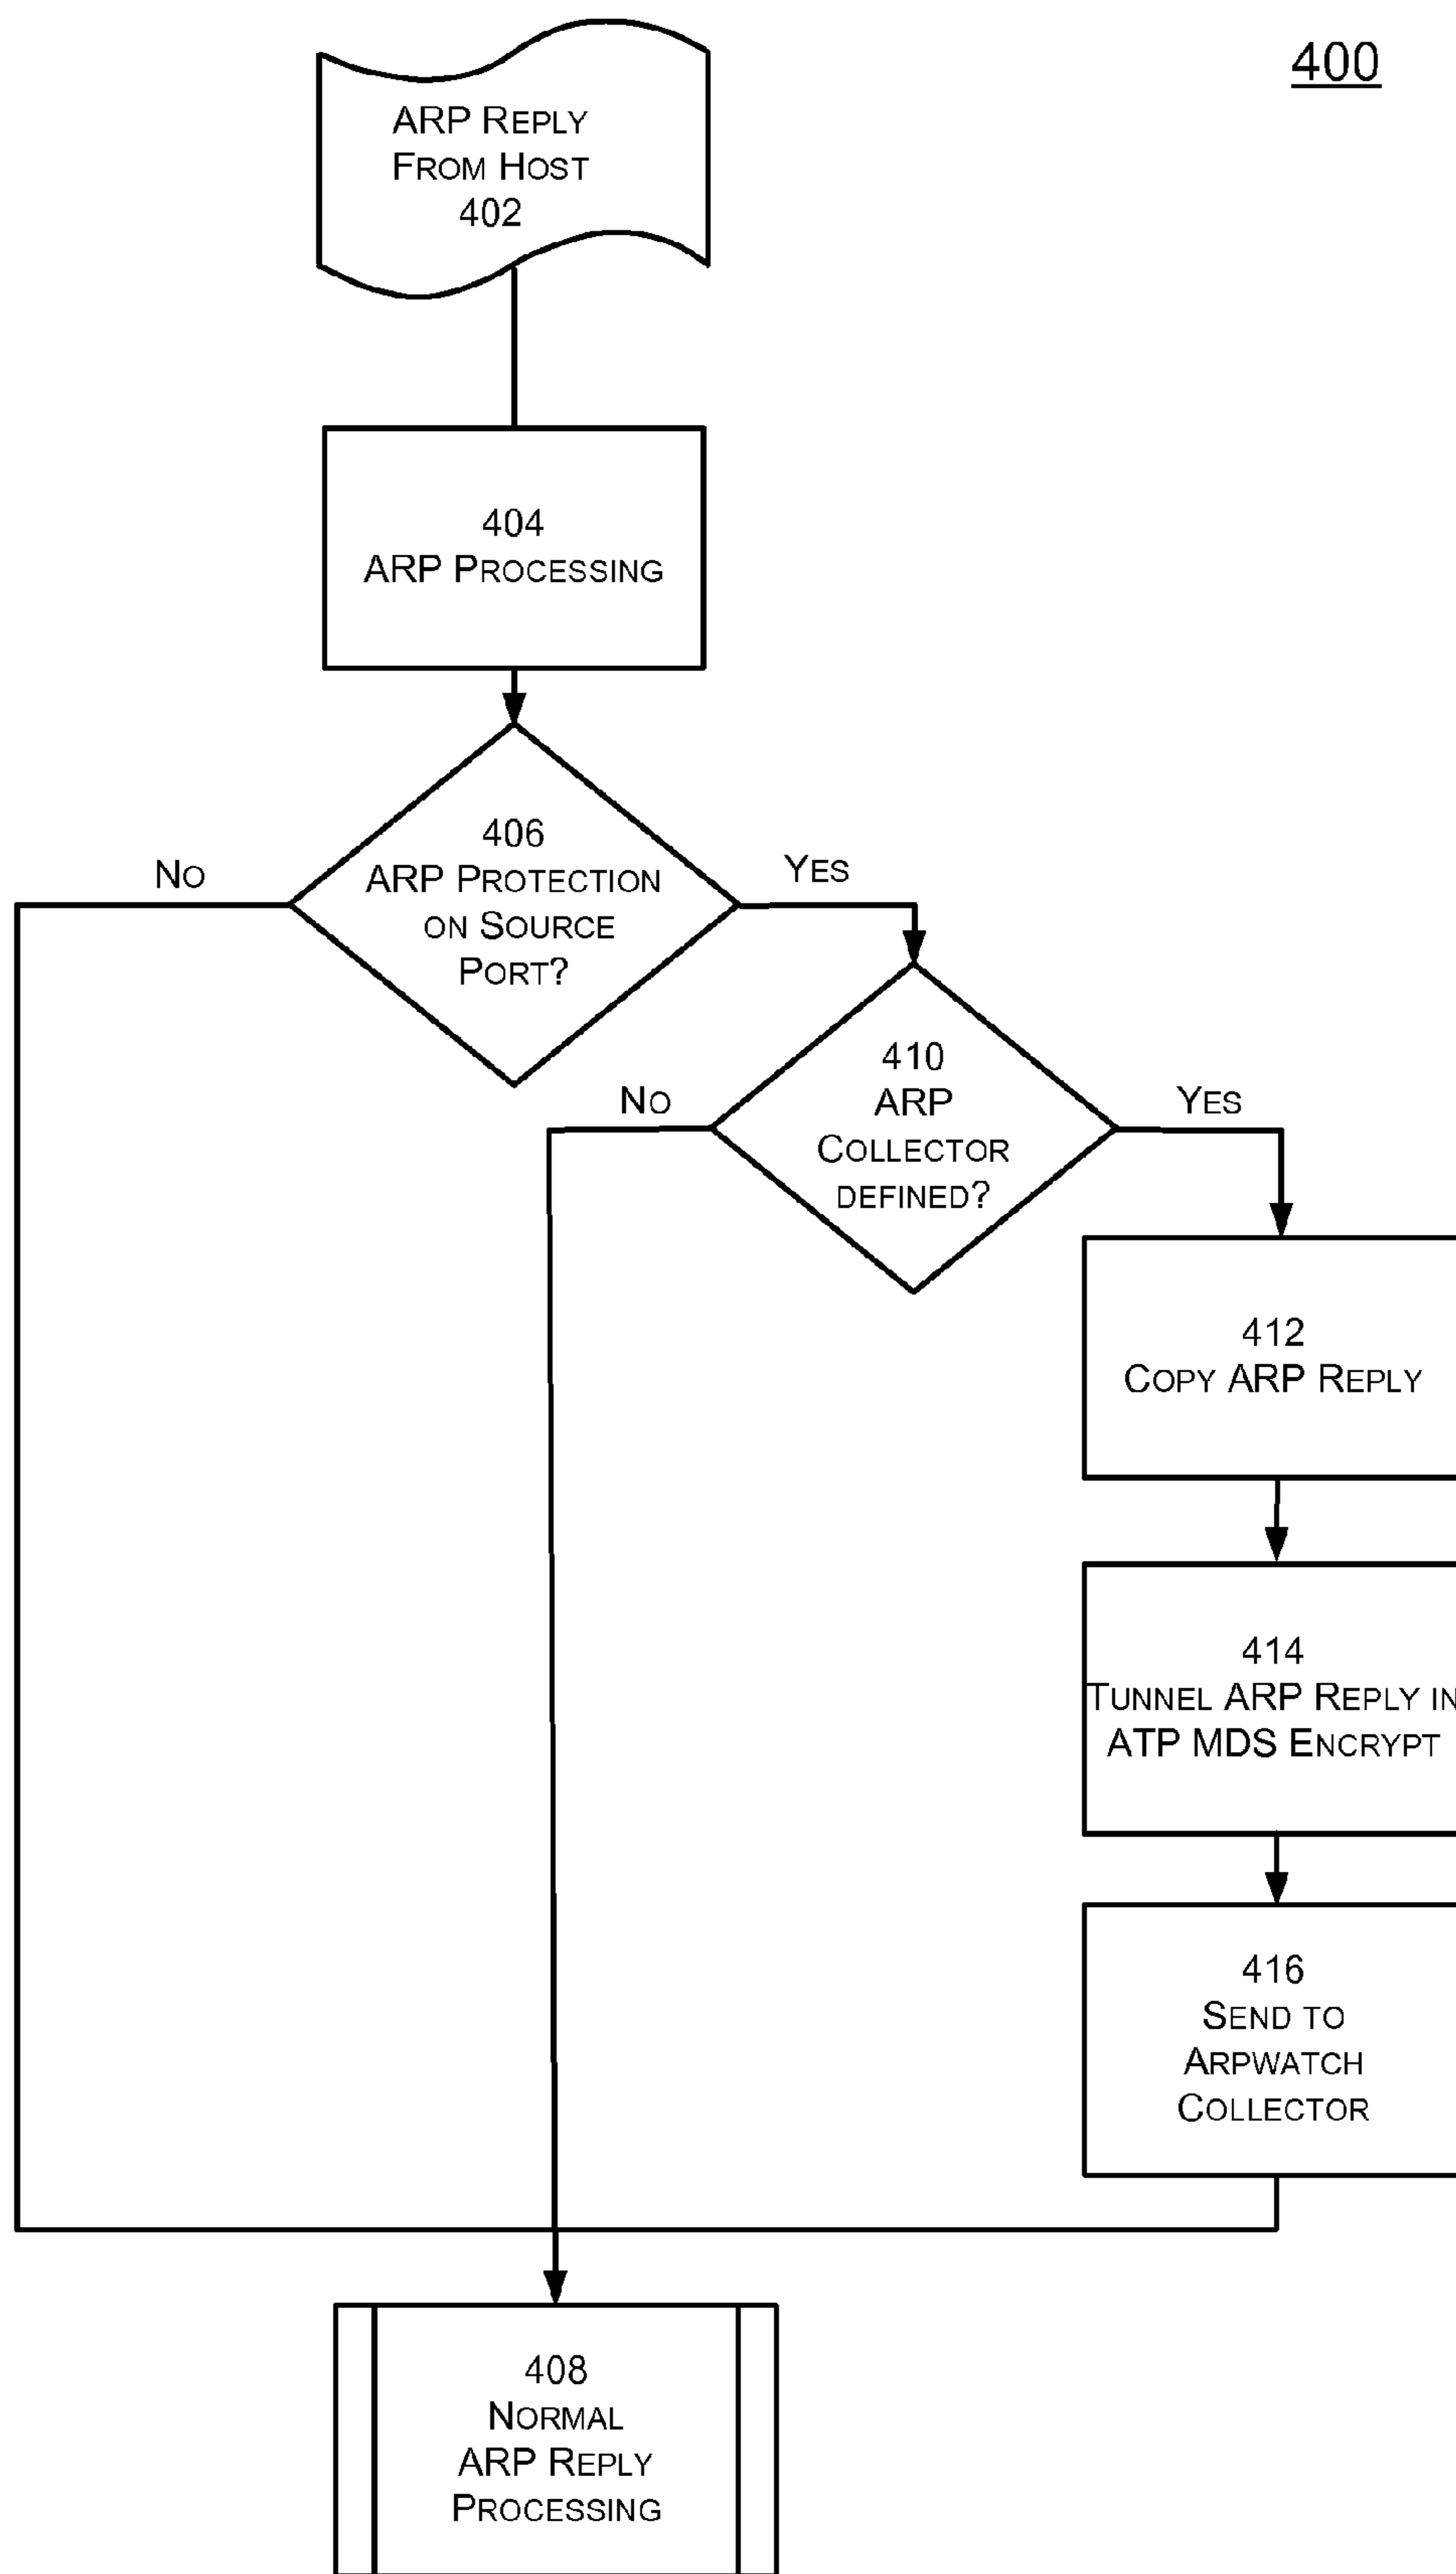 400
ARP REPLY
FROM HOST
402
404
ARP PROCESSING
406
ARP PROTECTION
ON SOURCE
PORT?
NO
YES
410
ARP
COLLECTOR
DEFINED?
NO
YES
412
COPY ARP REPLY
414
TUNNEL ARP REPLY IN
ATP MDS ENCRYPT
416
SEND TO
ARPWATCH
COLLECTOR
408
NORMAL
ARP REPLY
PROCESSING